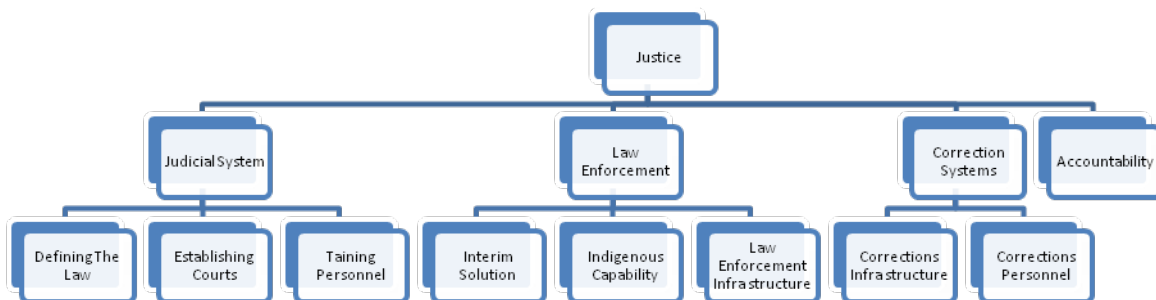 Justice
Judicial System
Law
Enforcement
Correction
Systems
Accountability
Defining The
Law
Establishing
Courts
Taining
Personnel
Interim
Solution
Indigenous
Capability
Law
Enforcement
Infrastructure
Corrections
Infrastructure
Corrections
Personnel